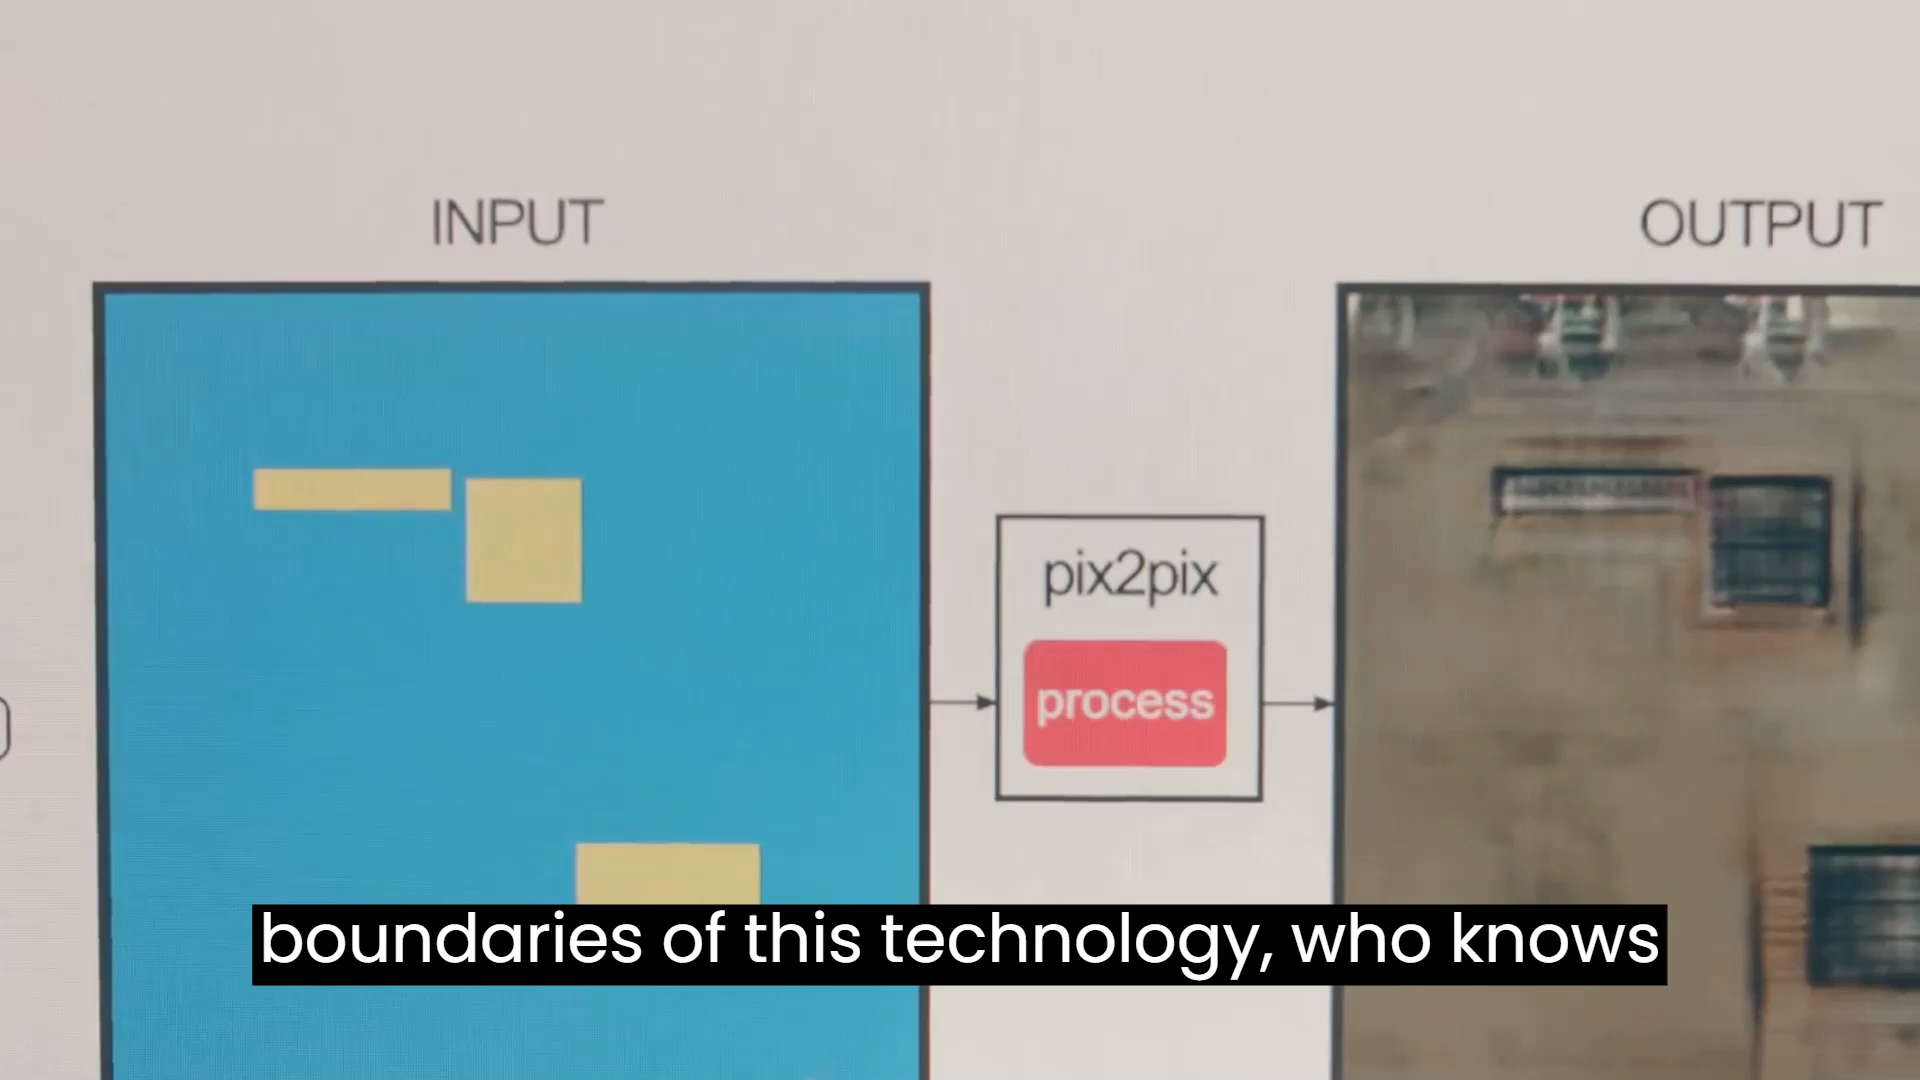 INPUT
OUTPUT
pix2pix
process
boundaries of this technology, who knows